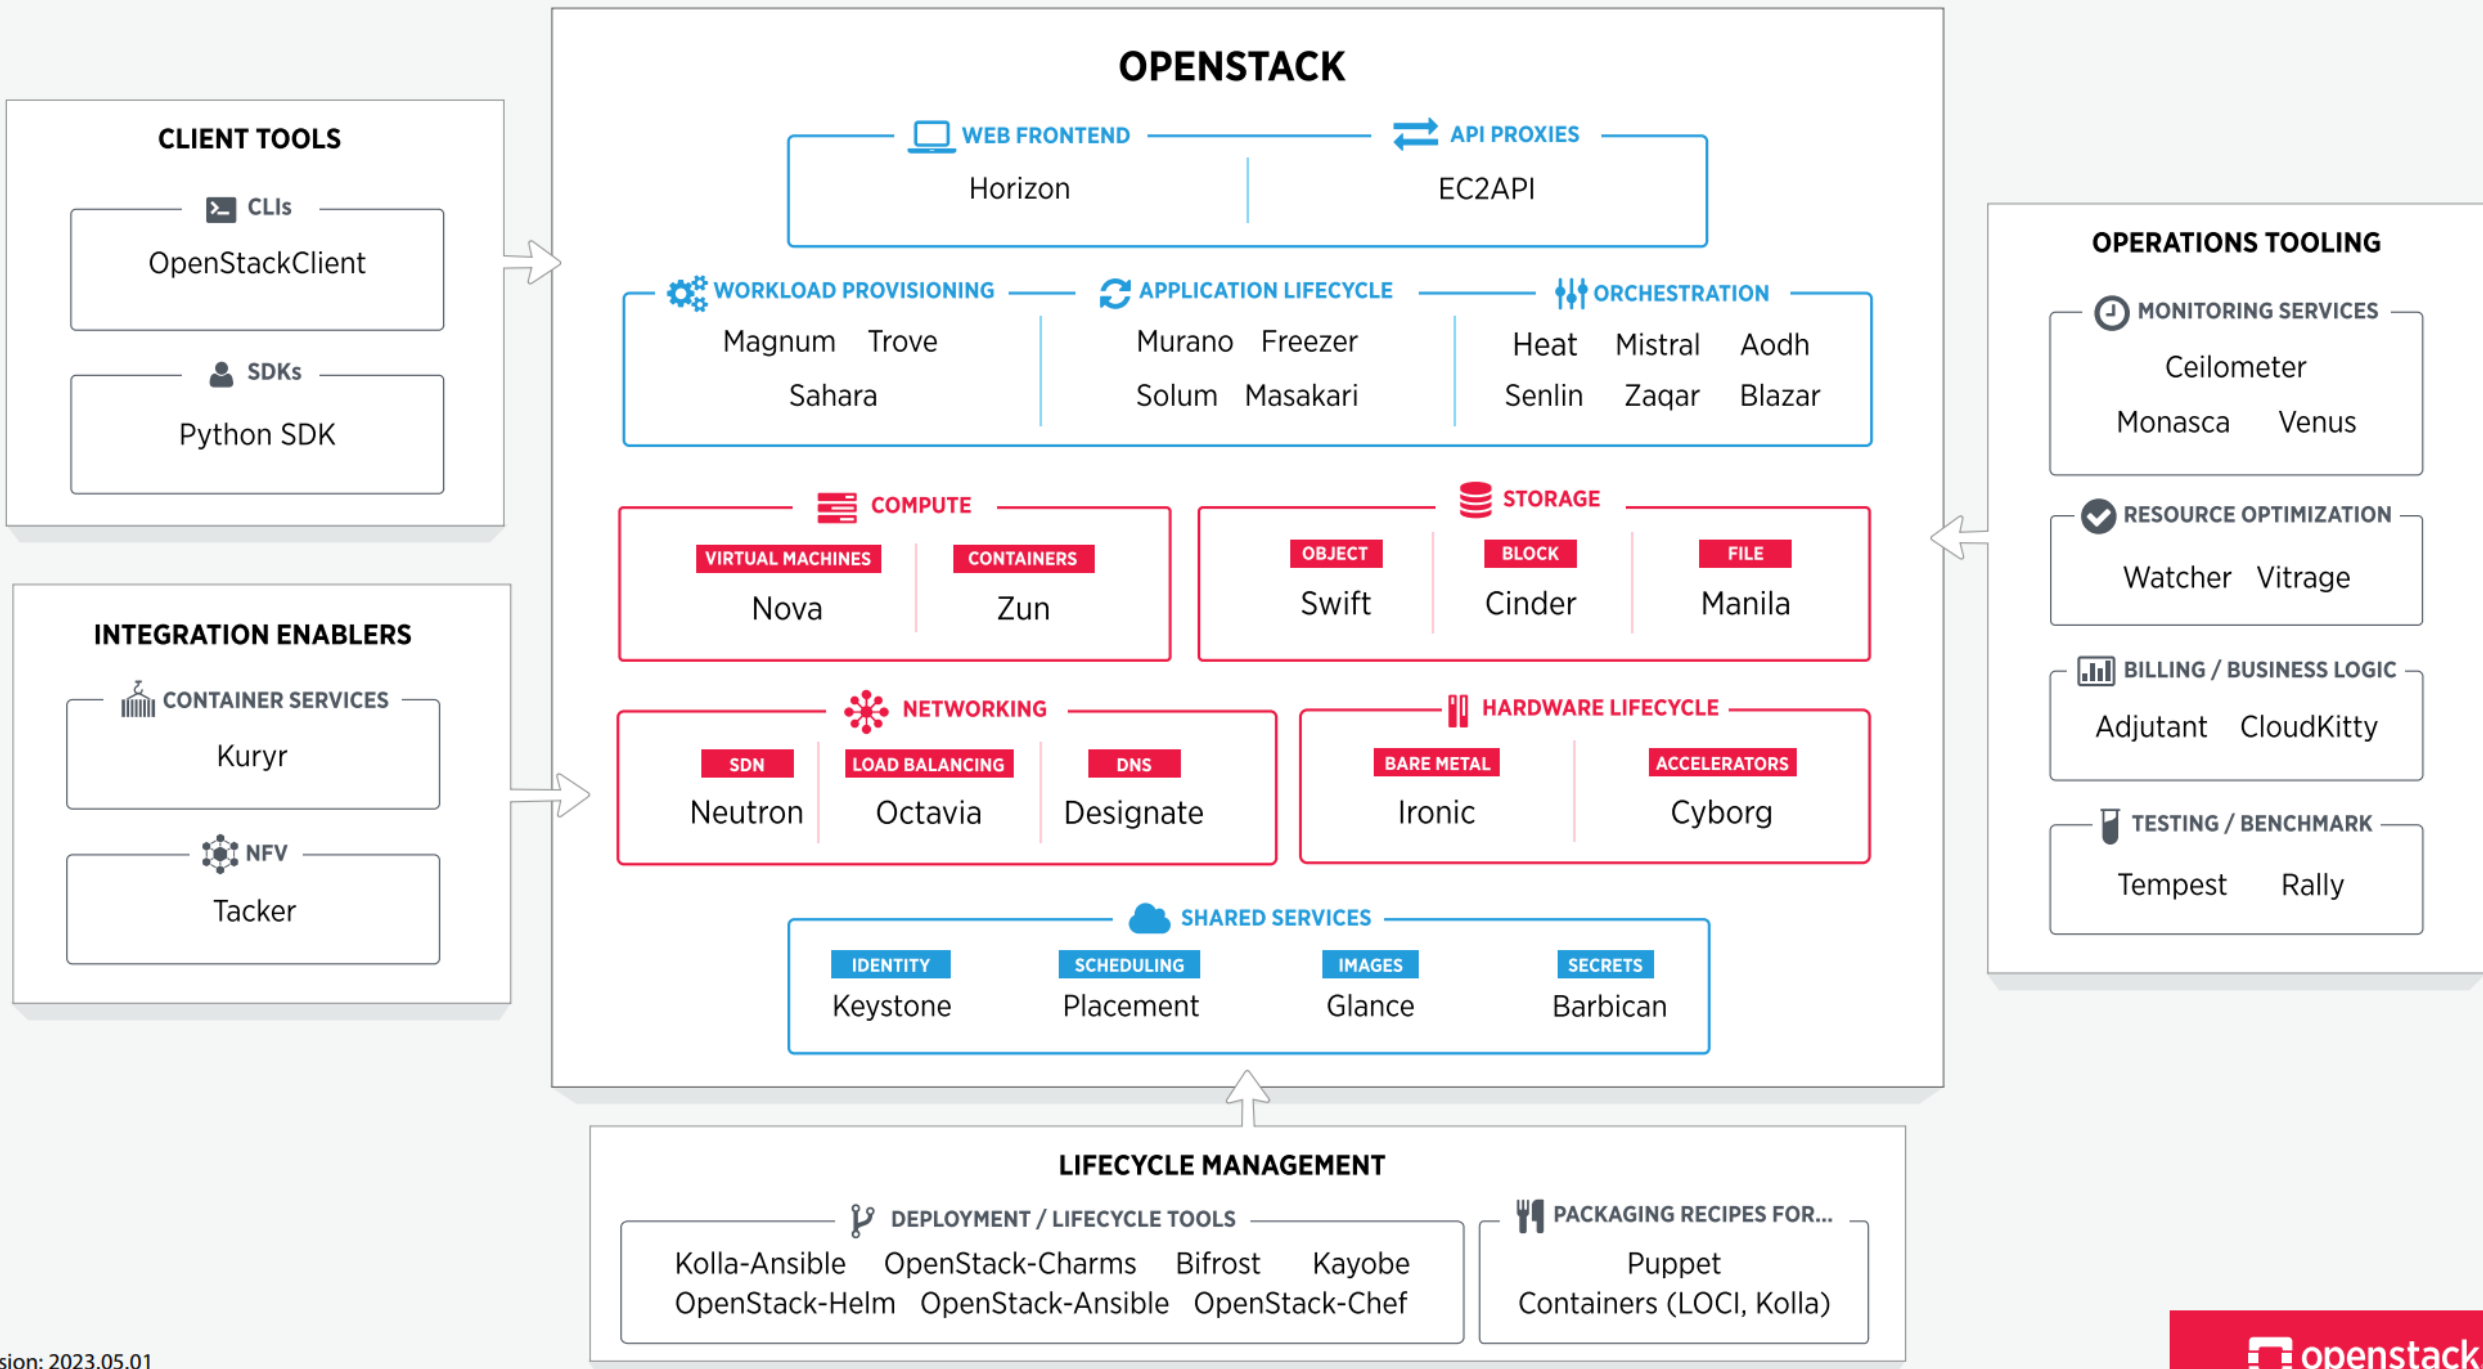 OPENSTACK
WEB FRONTEND
Horizon
API PROXIES
EC2API
WORKLOAD PROVISIONING
Magnum Trove
Sahara
APPLICATION LIFECYCLE
Murano Freezer
Solum Masakari
ORCHESTRATION
Heat Mistral Aodh
Senlin Zaqar Blazar
COMPUTE
VIRTUAL MACHINES
Nova
CONTAINERS
Zun
STORAGE
OBJECT
Swift
BLOCK
Cinder
FILE
Manila
NETWORKING
SDN
Neutron
LOAD BALANCING
Octavia
DNS
Designate
HARDWARE LIFECYCLE
BARE METAL
Ironic
ACCELERATORS
Cyborg
SHARED SERVICES
IDENTITY
Keystone
SCHEDULING
Placement
IMAGES
Glance
SECRETS
Barbican
CLIENT TOOLS
CLIs
OpenStackClient
SDKs
Python SDK
INTEGRATION ENABLERS
CONTAINER SERVICES
Kuryr
NFV
Tacker
OPERATIONS TOOLING
MONITORING SERVICES
Ceilometer
Monasca Venus
RESOURCE OPTIMIZATION
Watcher Vitrage
BILLING / BUSINESS LOGIC
Adjutant CloudKitty
TESTING / BENCHMARK
Tempest Rally
LIFECYCLE MANAGEMENT
DEPLOYMENT / LIFECYCLE TOOLS
Kolla-Ansible OpenStack-Charms Bifrost Kayobe
OpenStack-Helm OpenStack-Ansible OpenStack-Chef
PACKAGING RECIPES FOR...
Puppet
Containers (LOCI, Kolla)
sion: 2023.05.01
openstack